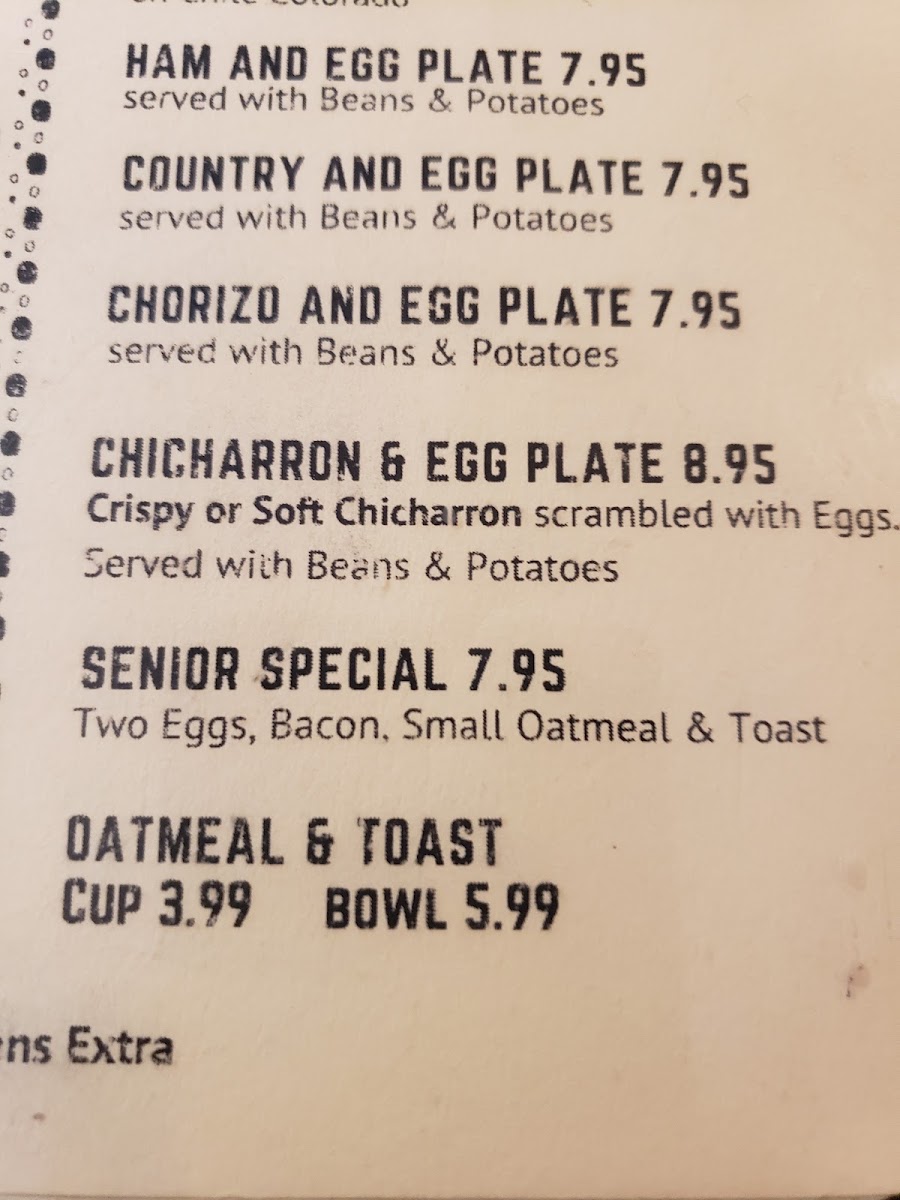 HAM AND EGG PLATE 7.95
served with Beans & Potatoes
COUNTRY AND EGG PLATE 7.95
served with Beans & Potatoes
CHORIZO AND EGG PLATE 7.95
served with Beans & Potatoes
CHICHARRON & EGG PLATE 8.95
Crispy or Soft Chicharron scrambled with Eggs.
Served with Beans & Potatoes
SENIOR SPECIAL 7.95
Two Eggs, Bacon, Small Oatmeal & Toast
OATMEAL & TOAST
CUP 3.99 BOWL 5.99
Extra